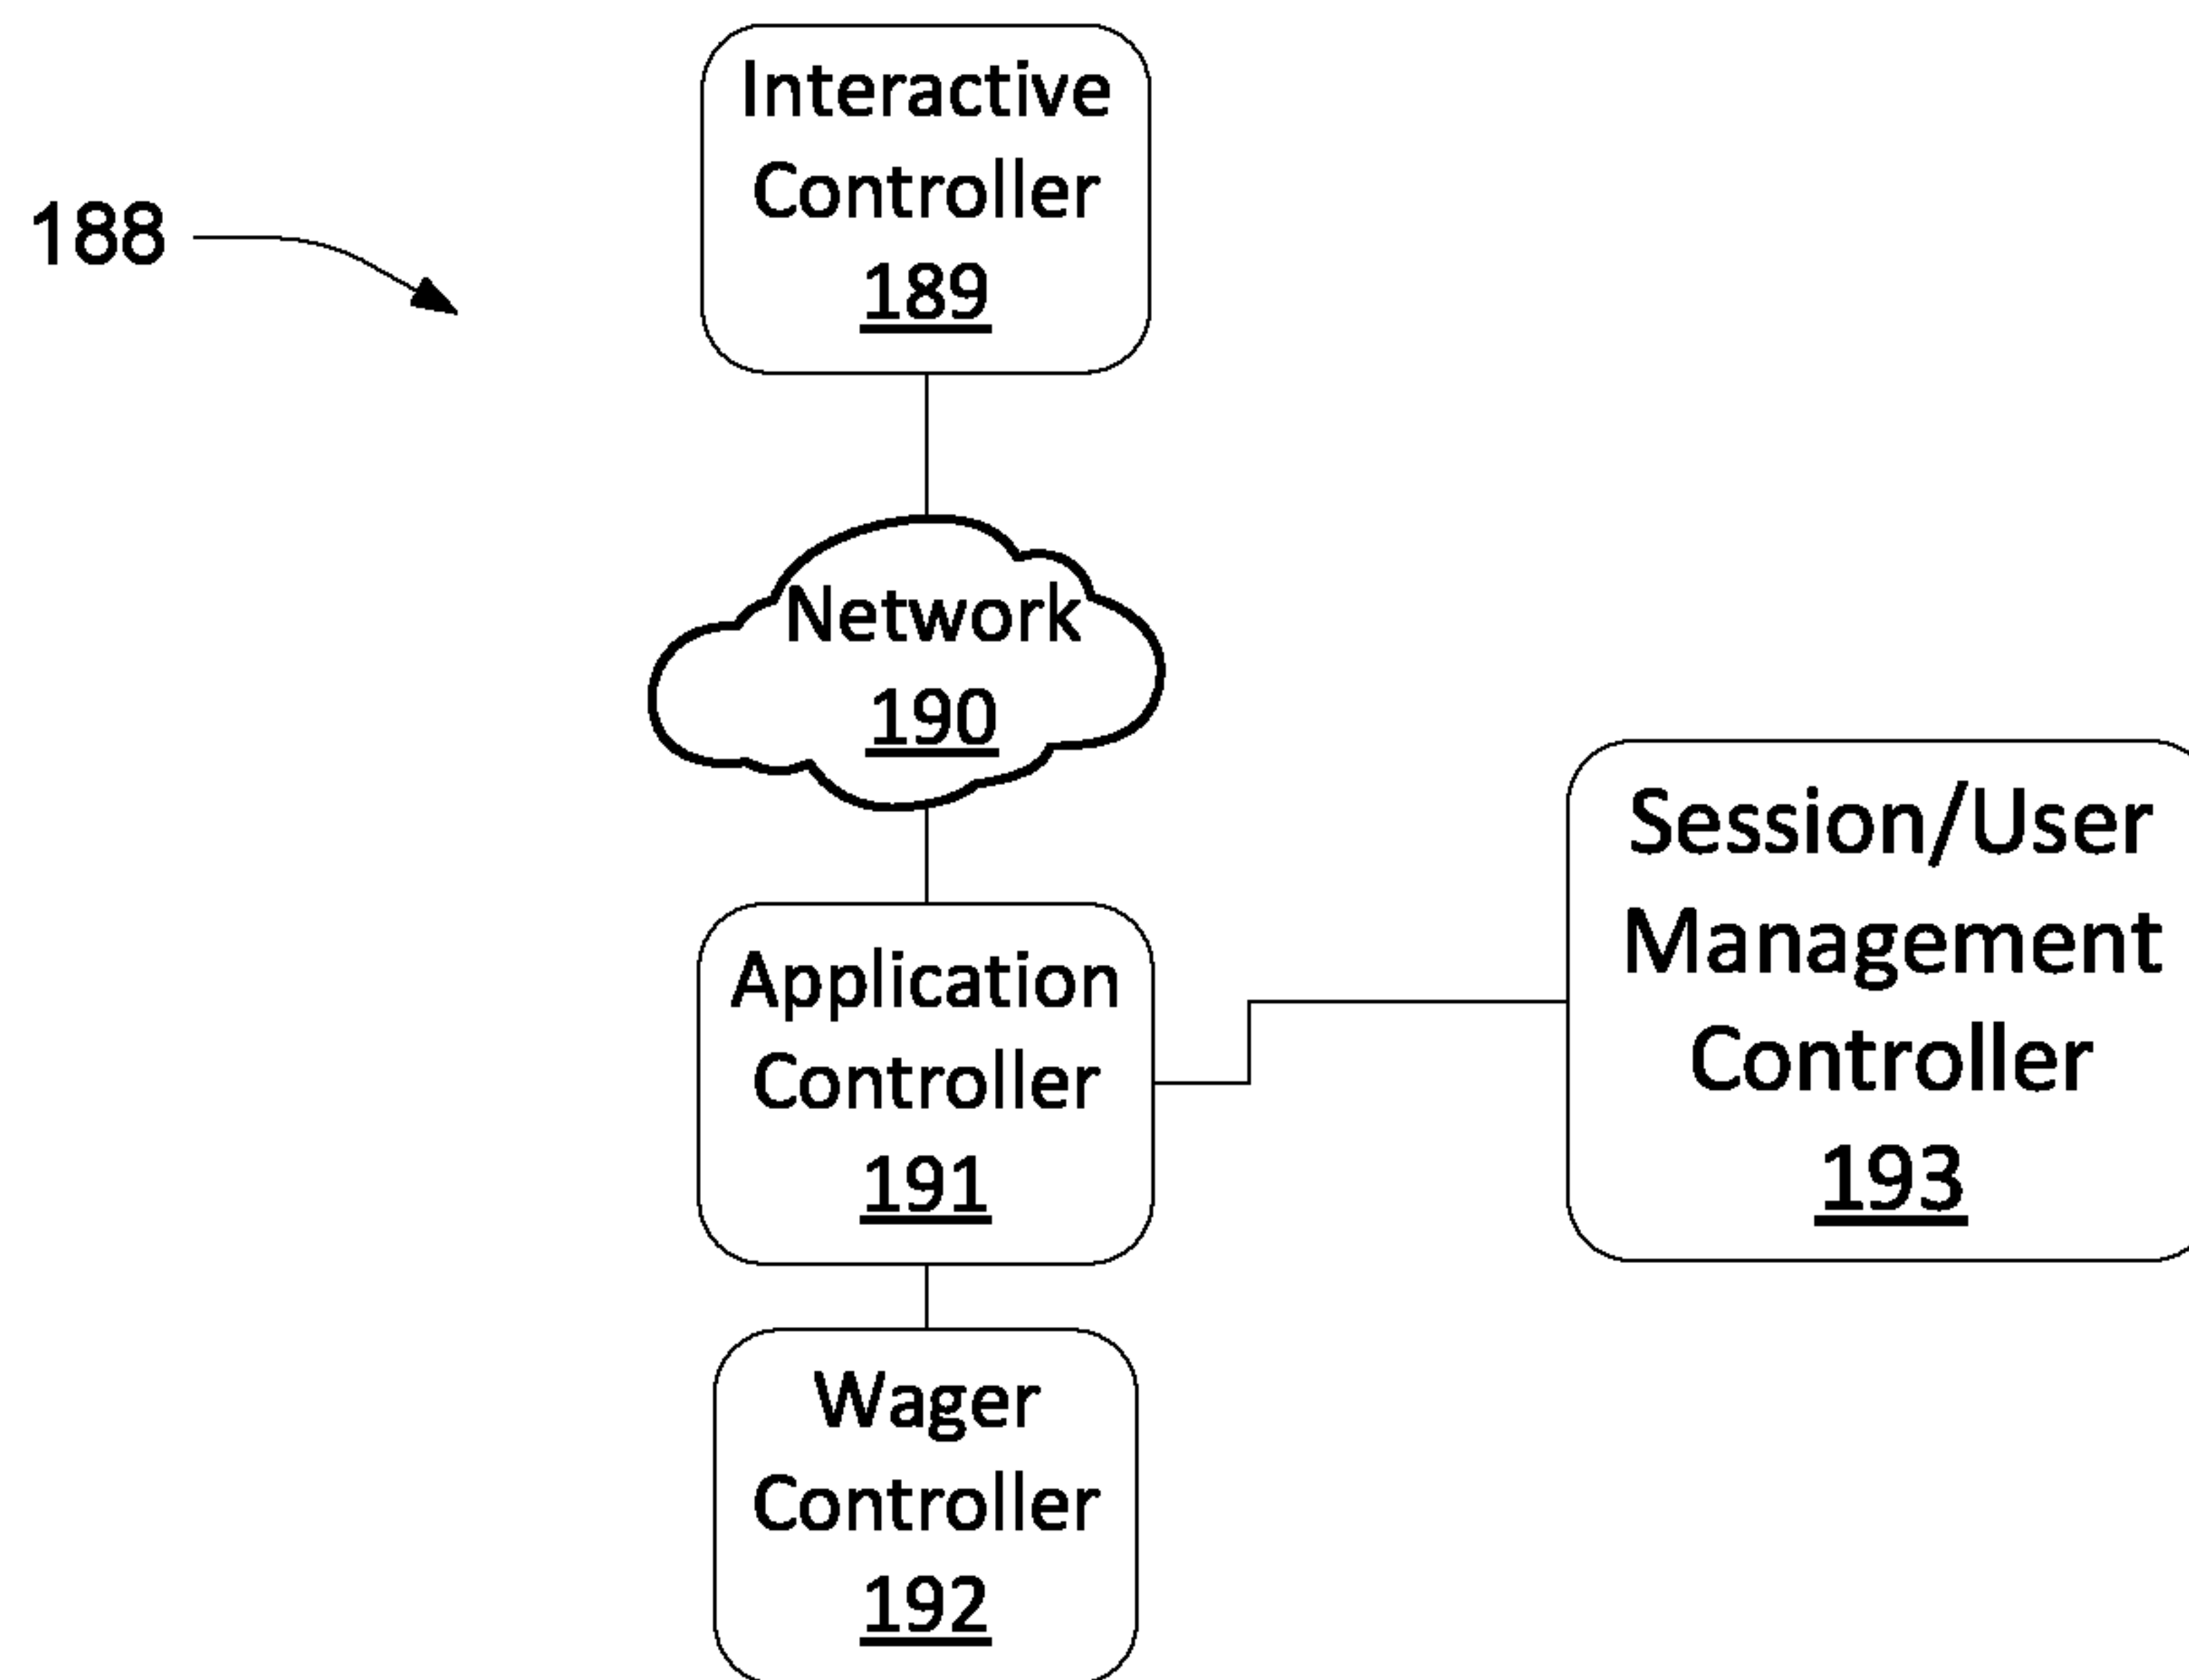 188
Interactive
Controller
189
Network
190
Application
Controller
191
Session/User
Management
Controller
193
Wager
Controller
192